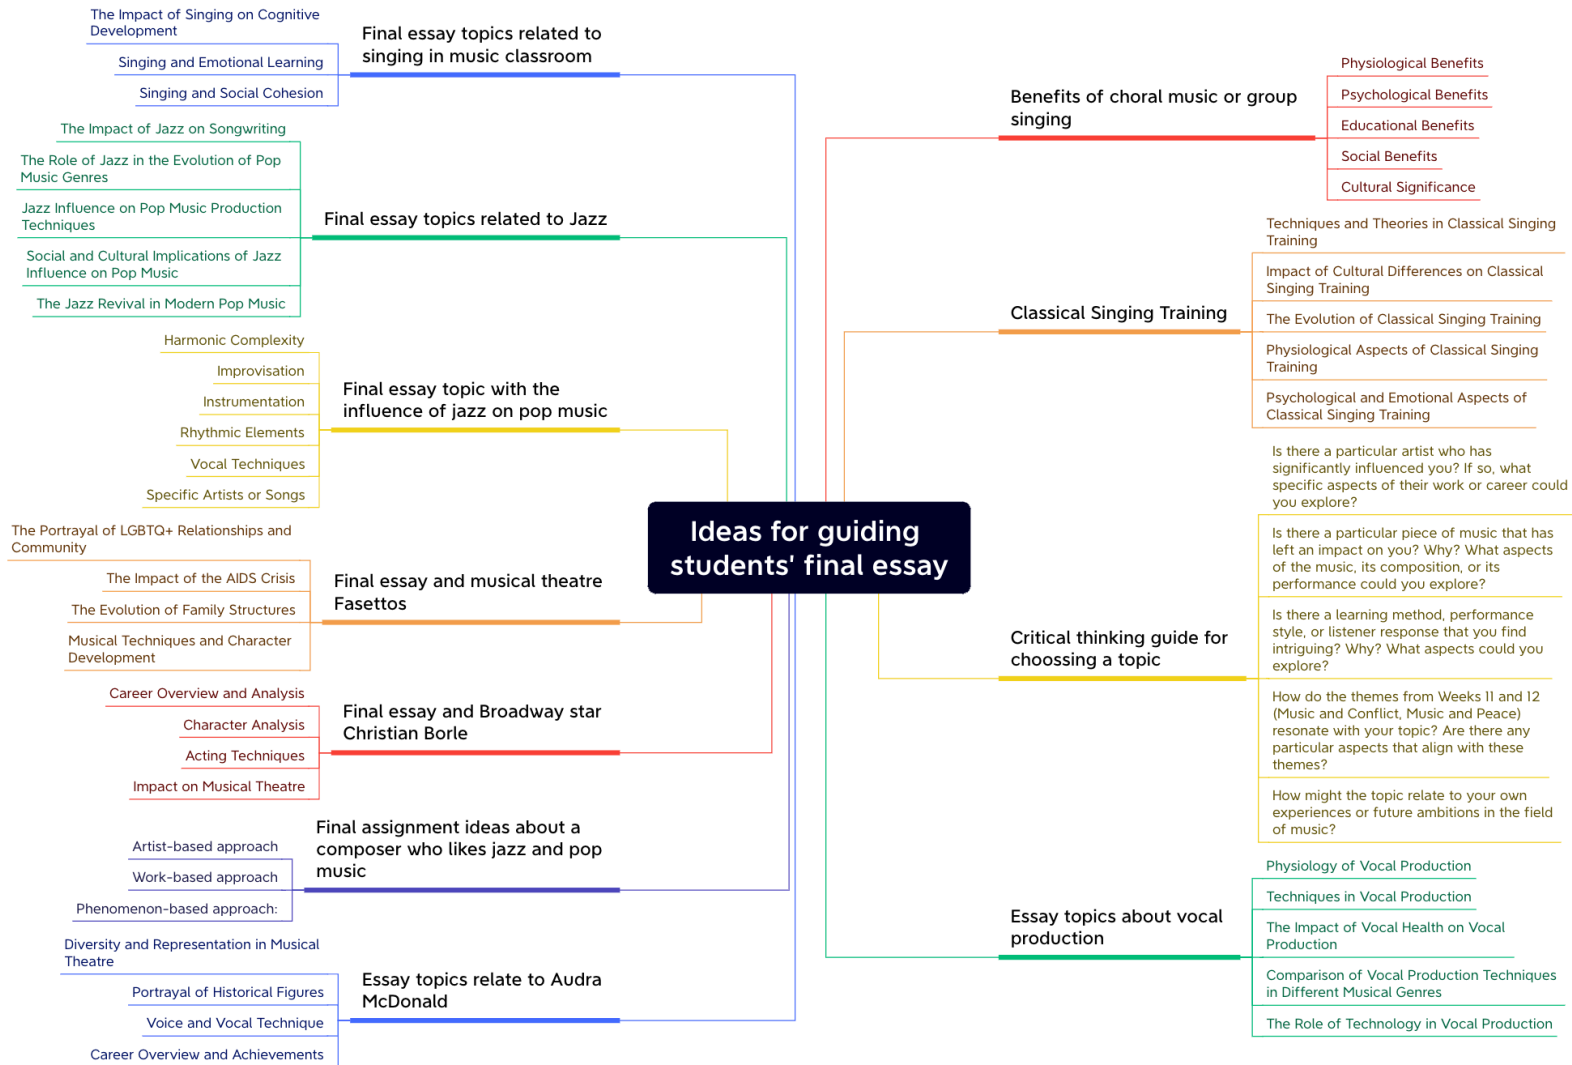 Ideas for guiding
students' final essay
Final essay topics related to
singing in music classroom
The Impact of Singing on Cognitive
Development
Singing and Emotional Learning
Singing and Social Cohesion
Final essay topics related to Jazz
The Impact of Jazz on Songwriting
The Role of Jazz in the Evolution of Pop
Music Genres
Jazz Influence on Pop Music Production
Techniques
Social and Cultural Implications of Jazz
Influence on Pop Music
The Jazz Revival in Modern Pop Music
Final essay topic with the
influence of jazz on pop music
Harmonic Complexity
Improvisation
Instrumentation
Rhythmic Elements
Vocal Techniques
Specific Artists or Songs
Final essay and musical theatre
Fasettos
The Portrayal of LGBTQ+ Relationships and
Community
The Impact of the AIDS Crisis
The Evolution of Family Structures
Musical Techniques and Character
Development
Final essay and Broadway star
Christian Borle
Career Overview and Analysis
Character Analysis
Acting Techniques
Impact on Musical Theatre
Final assignment ideas about a
composer who likes jazz and pop
music
Artist-based approach
Work-based approach
Phenomenon-based approach:
Essay topics relate to Audra
McDonald
Diversity and Representation in Musical
Theatre
Portrayal of Historical Figures
Voice and Vocal Technique
Career Overview and Achievements
Benefits of choral music or group
singing
Physiological Benefits
Psychological Benefits
Educational Benefits
Social Benefits
Cultural Significance
Classical Singing Training
Techniques and Theories in Classical Singing
Training
Impact of Cultural Differences on Classical
Singing Training
The Evolution of Classical Singing Training
Physiological Aspects of Classical Singing
Training
Psychological and Emotional Aspects of
Classical Singing Training
Critical thinking guide for
choossing a topic
Is there a particular artist who has
significantly influenced you? If so, what
specific aspects of their work or career could
you explore?
Is there a particular piece of music that has
left an impact on you? Why? What aspects
of the music, its composition, or its
performance could you explore?
Is there a learning method, performance
style, or listener response that you find
intriguing? Why? What aspects could you
explore?
How do the themes from Weeks 11 and 12
(Music and Conflict, Music and Peace)
resonate with your topic? Are there any
particular aspects that align with these
themes?
How might the topic relate to your own
experiences or future ambitions in the field
of music?
Essay topics about vocal
production
Physiology of Vocal Production
Techniques in Vocal Production
The Impact of Vocal Health on Vocal
Production
Comparison of Vocal Production Techniques
in Different Musical Genres
The Role of Technology in Vocal Production